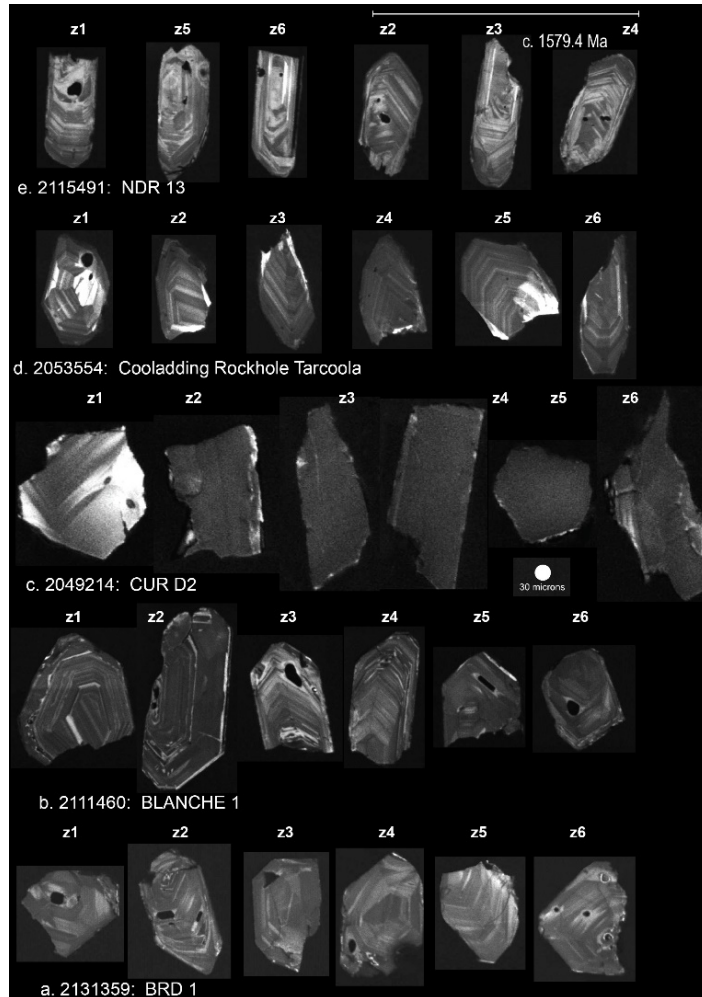 z1 z5 z6 z2 z3 z4
c. 1579.4 Ma
e. 2115491: NDR 13
z1 z2 z3 z4 z5 z6
d. 2053554: Cooladding Rockhole Tarcoola
z1 z2 z3 z4 z5 z6
30 microns
c. 2049214: CUR D2
z1 z2 z3 z4 z5 z6
b. 2111460: BLANCHE 1
z1 z2 z3 z4 z5 z6
a. 2131359: BRD 1